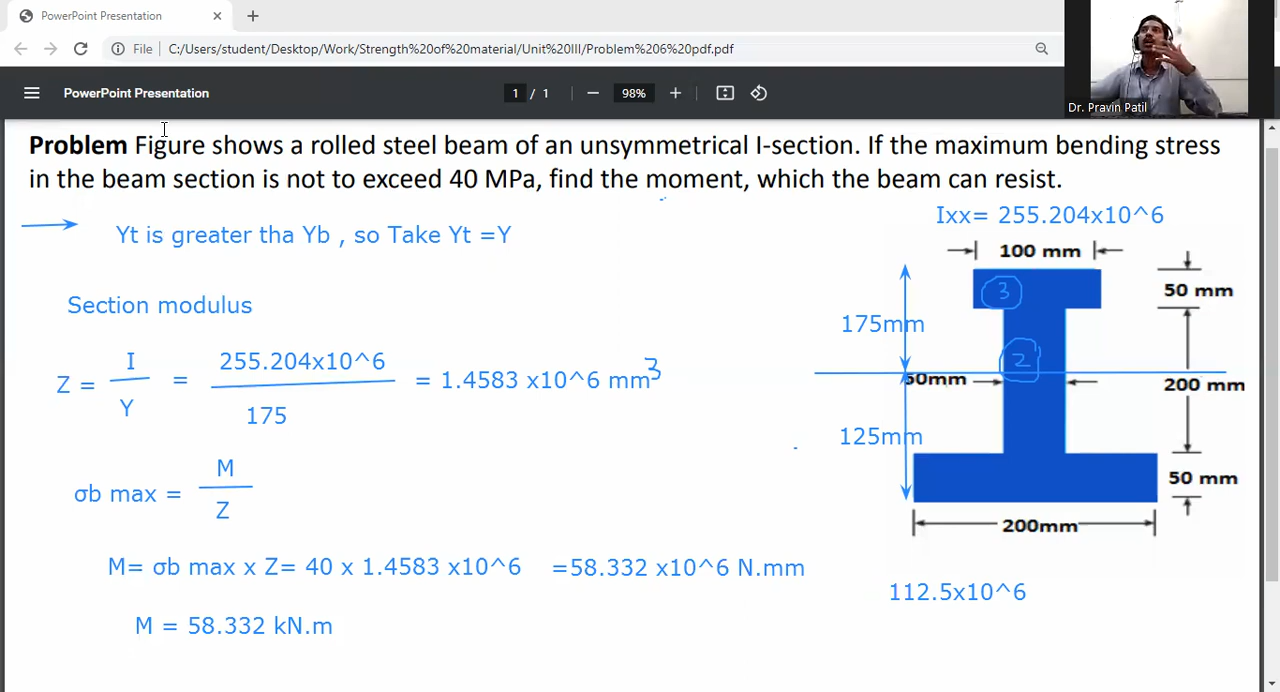 PowerPoint Presentation
File C:/Users/student/Desktop/Work/Strength%20of%20material/Unit%20III/Problem%206%20pdf.pdf
PowerPoint Presentation 1 / 1 98%
Dr. Pravin Patil
Problem Figure shows a rolled steel beam of an unsymmetrical I-section. If the maximum bending stress
in the beam section is not to exceed 40 MPa, find the moment, which the beam can resist.
Yt is greater tha Yb , so Take Yt =Y
Section modulus
Z = I / Y = 255.204x10^6 / 175 = 1.4583 x10^6 mm3
σb max = M / Z
M= σb max x Z= 40 x 1.4583 x10^6 =58.332 x10^6 N.mm
M = 58.332 kN.m
Ixx= 255.204x10^6
100 mm
3
50 mm
175mm
2
50mm
200 mm
125mm
50 mm
200mm
112.5x10^6